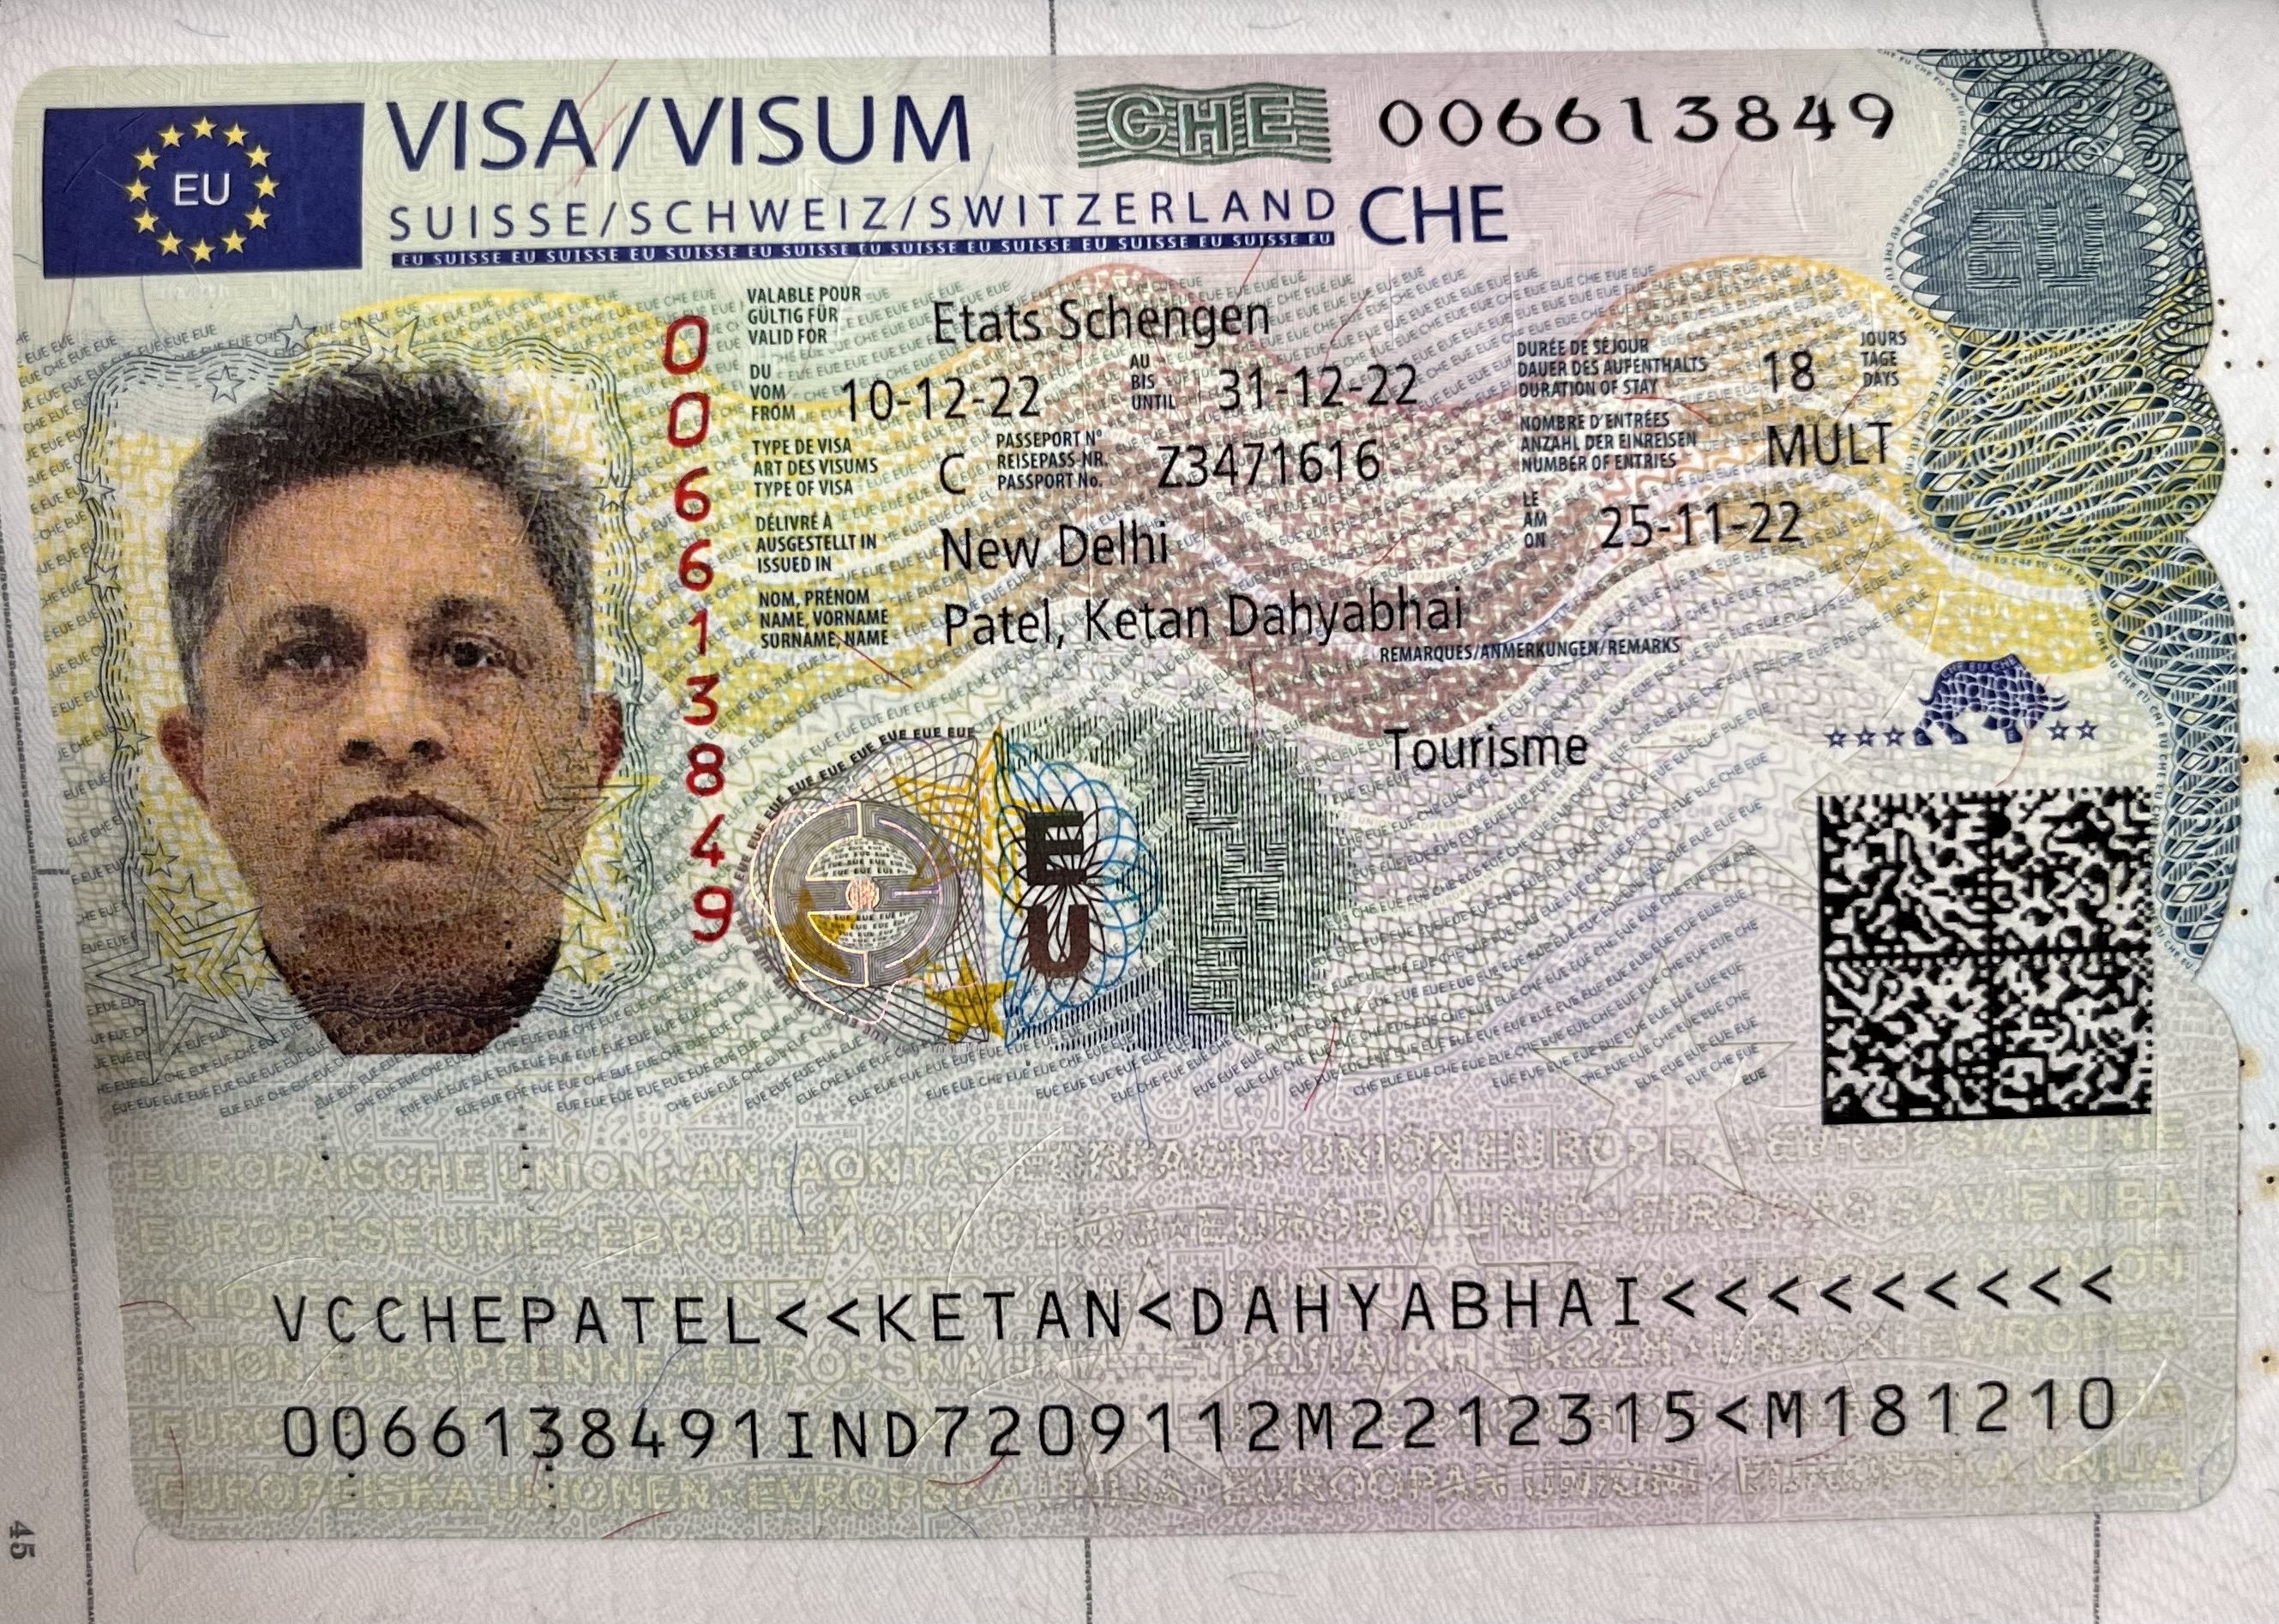 EU
VISA/VISUM
CHE
006613849
SUISSE/SCHWEIZ/SWITZERLAND CHE
EU SUISSE EU SUISSE EU SUISSE EU SUISSE EU SUISSE EU SUISSE EU SUISSE EU SUISSE EU
EU
VALABLE POUR
GÜLTIG FÜR
VALID FOR
Etats Schengen
DU
VOM
FROM
10-12-22
AU
BIS
UNTIL
31-12-22
DURÉE DE SÉJOUR
DAUER DES AUFENTHALTS
DURATION OF STAY
18
JOURS
TAGE
DAYS
TYPE DE VISA
ART DES VISUMS
TYPE OF VISA
C
PASSEPORT N°
REISEPASS-NR.
PASSPORT No.
Z3471616
NOMBRE D'ENTRÉES
ANZAHL DER EINREISEN
NUMBER OF ENTRIES
MULT
DÉLIVRÉ À
AUSGESTELLT IN
ISSUED IN
New Delhi
LE
AM
ON
25-11-22
NOM, PRÉNOM
NAME, VORNAME
SURNAME, NAME
Patel, Ketan Dahyabhai
REMARQUES/ANMERKUNGEN/REMARKS
Tourisme
006613849
EU
VCCHEPATEL<<KETAN<DAHYABHAI<<<<<<<<<
0066138491IND7209112M2212315<M181210
45